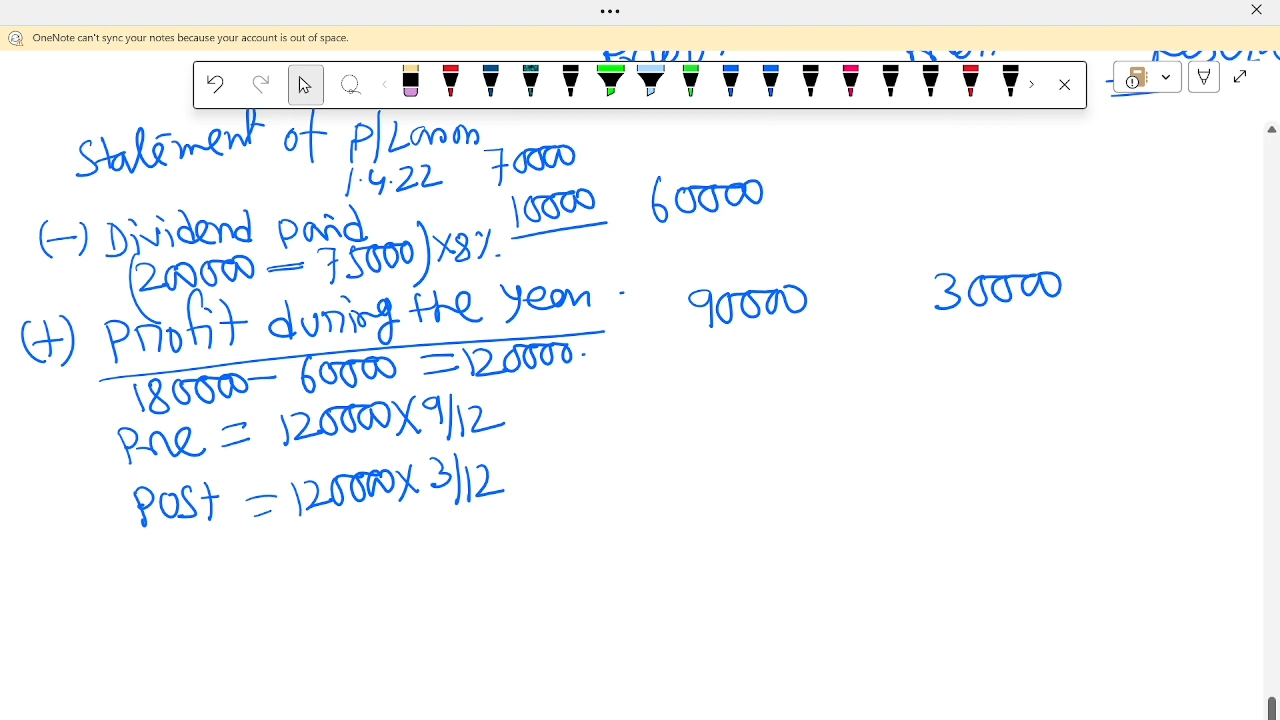 OneNote can't sync your notes because your account is out of space.
Statement of P/L a/c as on 1.4.22 70000
(-) Dividend paid 10000 60000
(200000 - 75000) x 8%.
(+) Profit during the year. 90000 30000
180000 - 60000 = 120000.
Pre = 120000 x 9/12
Post = 120000 x 3/12